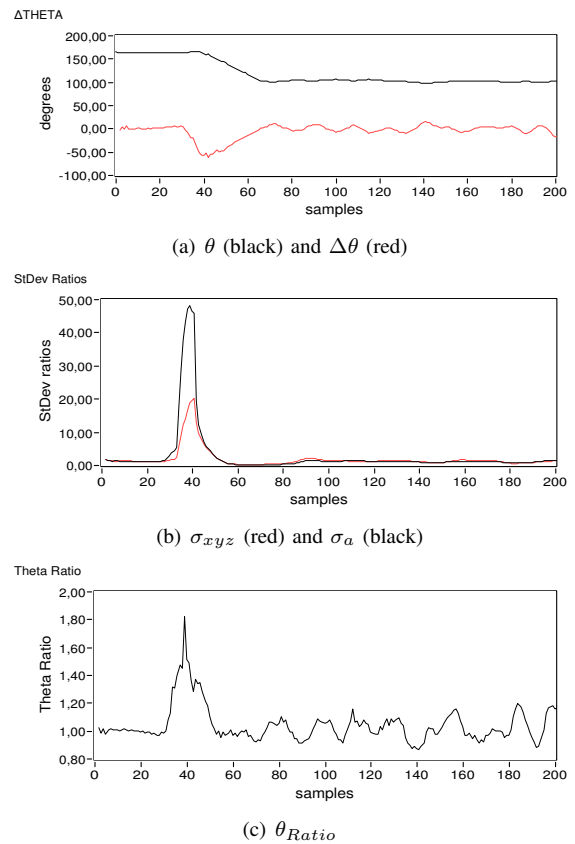 ΔTHETA
200,00
150,00
100,00
50,00
0,00
-50,00
-100,00
degrees
0 20 40 60 80 100 120 140 160 180 200
samples
(a) θ (black) and Δθ (red)
StDev Ratios
50,00
40,00
30,00
20,00
10,00
0,00
StDev ratios
0 20 40 60 80 100 120 140 160 180 200
samples
(b) σxyz (red) and σa (black)
Theta Ratio
2,00
1,80
1,60
1,40
1,20
1,00
0,80
Theta Ratio
0 20 40 60 80 100 120 140 160 180 200
samples
(c) θRatio